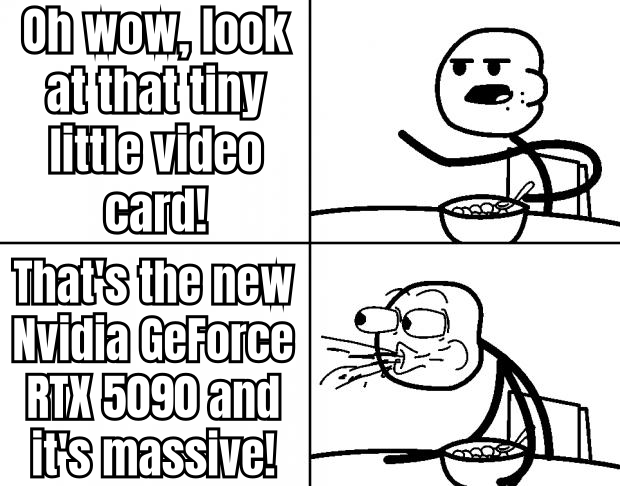 Oh wow, look
at that tiny
little video
card!
That's the new
Nvidia GeForce
RTX 5090 and
it's massive!